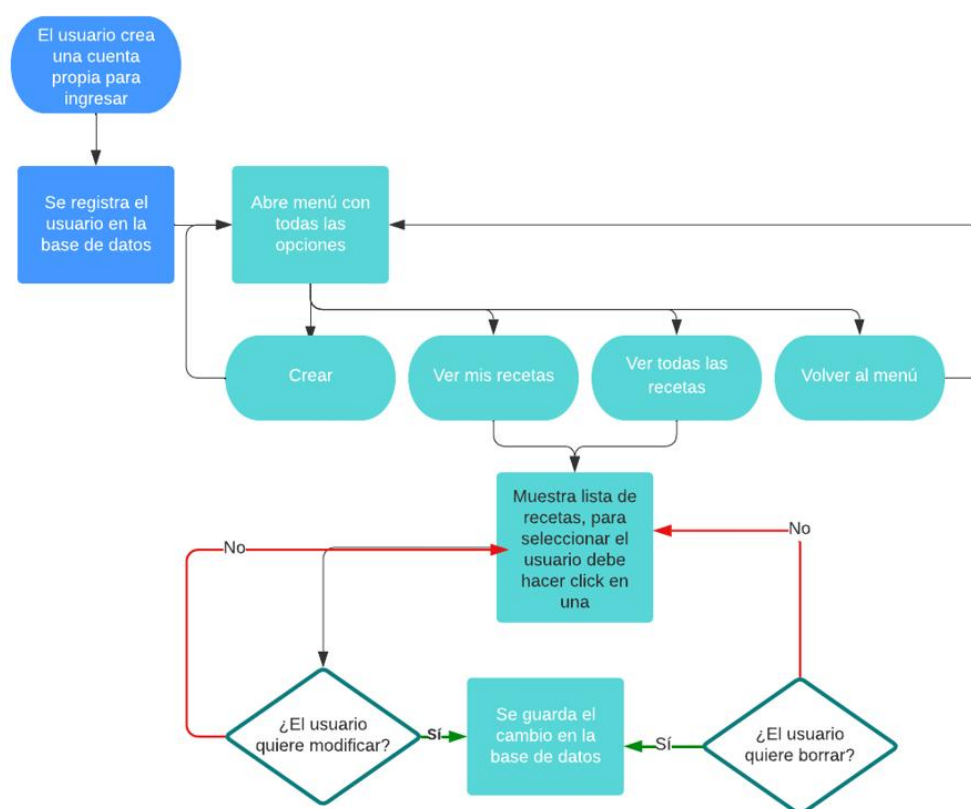 El usuario crea
una cuenta
propia para
ingresar
Se registra el
usuario en la
base de datos
Abre menú con
todas las
opciones
Crear
Ver mis recetas
Ver todas las
recetas
Volver al menú
Muestra lista de
recetas, para
seleccionar el
usuario debe
hacer click en
una
No
No
¿El usuario
quiere modificar?
Sí
Se guarda el
cambio en la
base de datos
Sí
¿El usuario
quiere borrar?